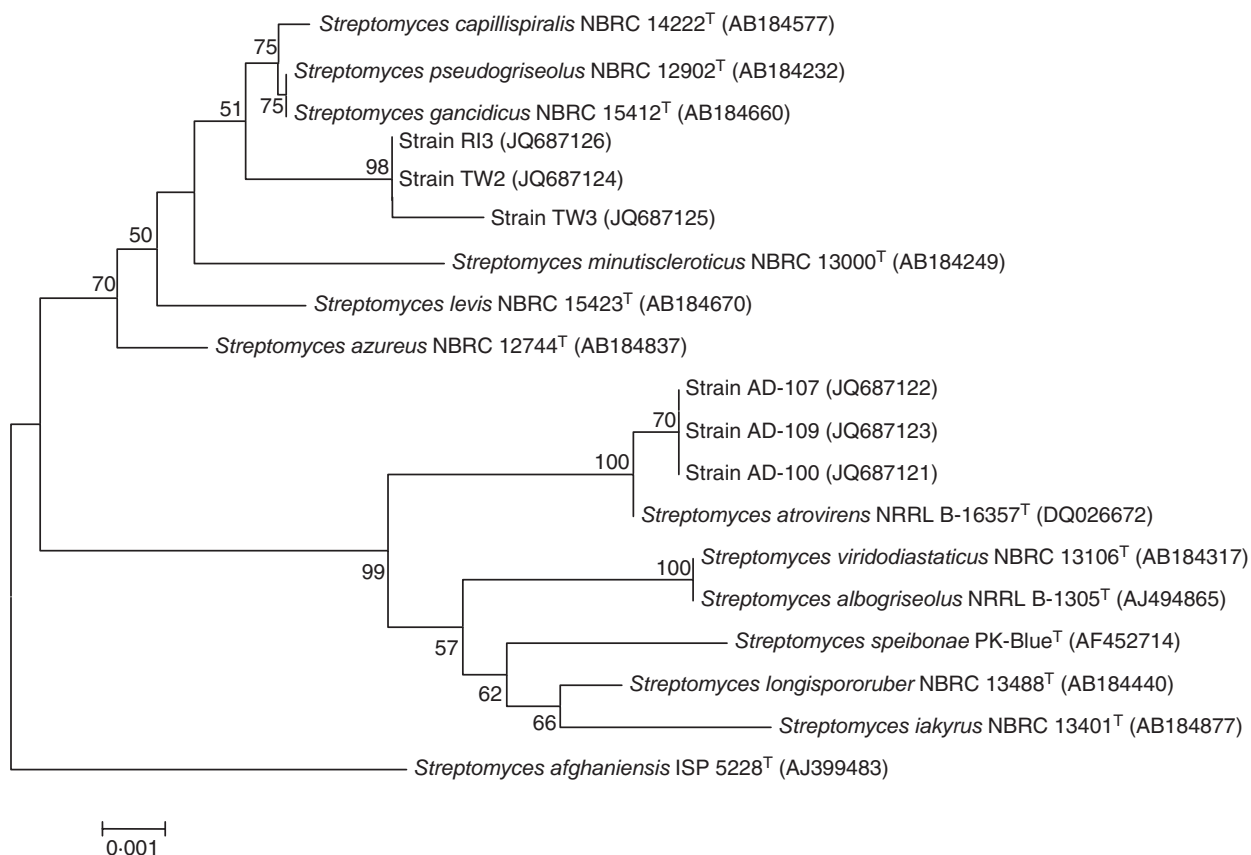 Streptomyces capillispiralis NBRC 14222T (AB184577)
75
Streptomyces pseudogriseolus NBRC 12902T (AB184232)
75
51
Streptomyces gancidicus NBRC 15412T (AB184660)
Strain RI3 (JQ687126)
98
Strain TW2 (JQ687124)
Strain TW3 (JQ687125)
50
Streptomyces minutiscleroticus NBRC 13000T (AB184249)
70
Streptomyces levis NBRC 15423T (AB184670)
Streptomyces azureus NBRC 12744T (AB184837)
Strain AD-107 (JQ687122)
70
Strain AD-109 (JQ687123)
100
Strain AD-100 (JQ687121)
Streptomyces atrovirens NRRL B-16357T (DQ026672)
99
Streptomyces viridodiastaticus NBRC 13106T (AB184317)
100
Streptomyces albogriseolus NRRL B-1305T (AJ494865)
57
Streptomyces speibonae PK-BlueT (AF452714)
62
Streptomyces longispororuber NBRC 13488T (AB184440)
66
Streptomyces iakyrus NBRC 13401T (AB184877)
Streptomyces afghaniensis ISP 5228T (AJ399483)
0·001